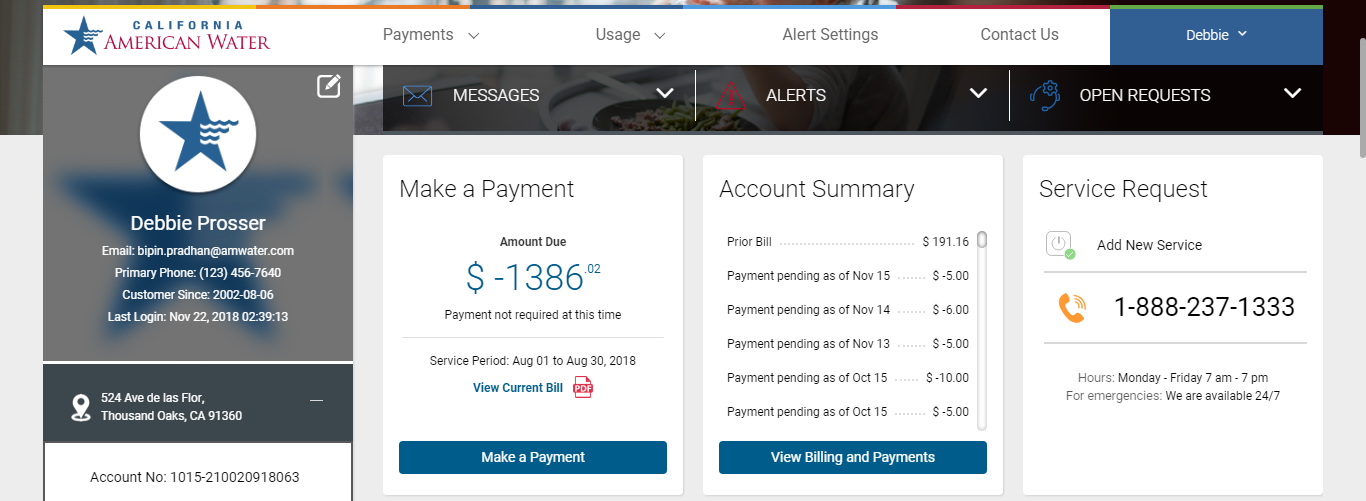 CALIFORNIA
AMERICAN WATER
Payments
Usage
Alert Settings
Contact Us
Debbie
MESSAGES
ALERTS
OPEN REQUESTS
Debbie Prosser
Email: bipin.pradhan@amwater.com
Primary Phone: (123) 456-7640
Customer Since: 2002-08-06
Last Login: Nov 22, 2018 02:39:13
524 Ave de las Flor,
Thousand Oaks, CA 91360
Account No: 1015-210020918063
Make a Payment
Amount Due
$ -1386.02
Payment not required at this time
Service Period: Aug 01 to Aug 30, 2018
View Current Bill PDF
Make a Payment
Account Summary
Prior Bill $ 191.16
Payment pending as of Nov 15 $ -5.00
Payment pending as of Nov 14 $ -6.00
Payment pending as of Nov 13 $ -5.00
Payment pending as of Oct 15 $ -10.00
Payment pending as of Oct 15 $ -5.00
View Billing and Payments
Service Request
Add New Service
1-888-237-1333
Hours: Monday - Friday 7 am - 7 pm
For emergencies: We are available 24/7